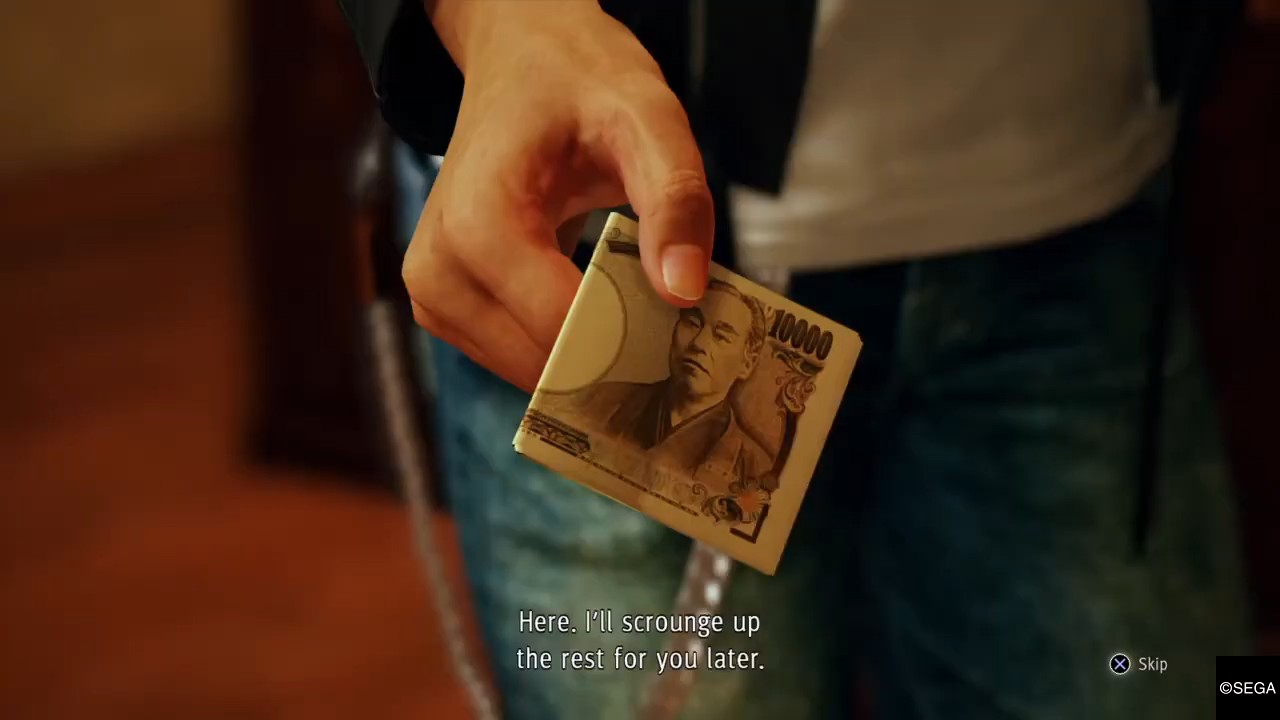 10000
Here. I'll scrounge up
the rest for you later.
Skip
©SEGA